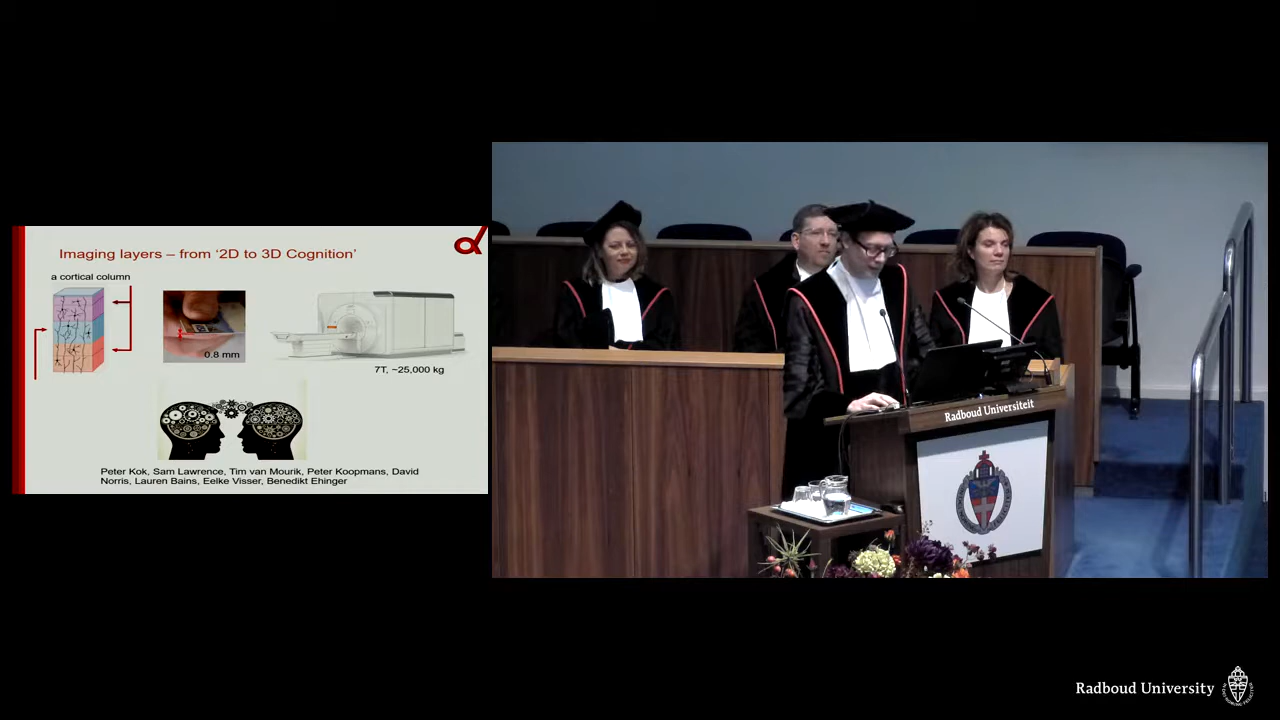 Imaging layers – from ‘2D to 3D Cognition’
a cortical column
0.8 mm
7T, ~25,000 kg
Peter Kok, Sam Lawrence, Tim van Mourik, Peter Koopmans, David
Norris, Lauren Bains, Eelke Visser, Benedikt Ehinger
Radboud Universiteit
Radboud University